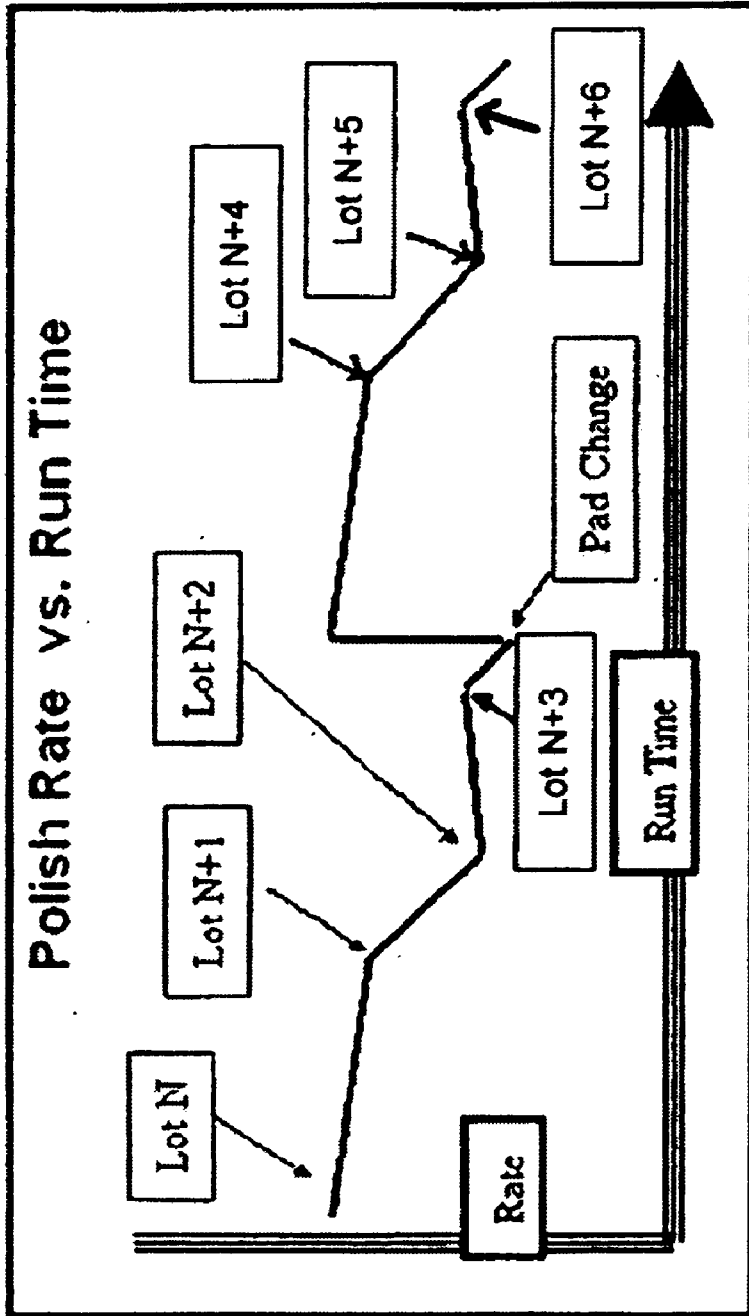 Polish Rate vs. Run Time
Lot N
Lot N+1
Lot N+2
Lot N+3
Lot N+4
Lot N+5
Lot N+6
Pad Change
Rate
Run Time